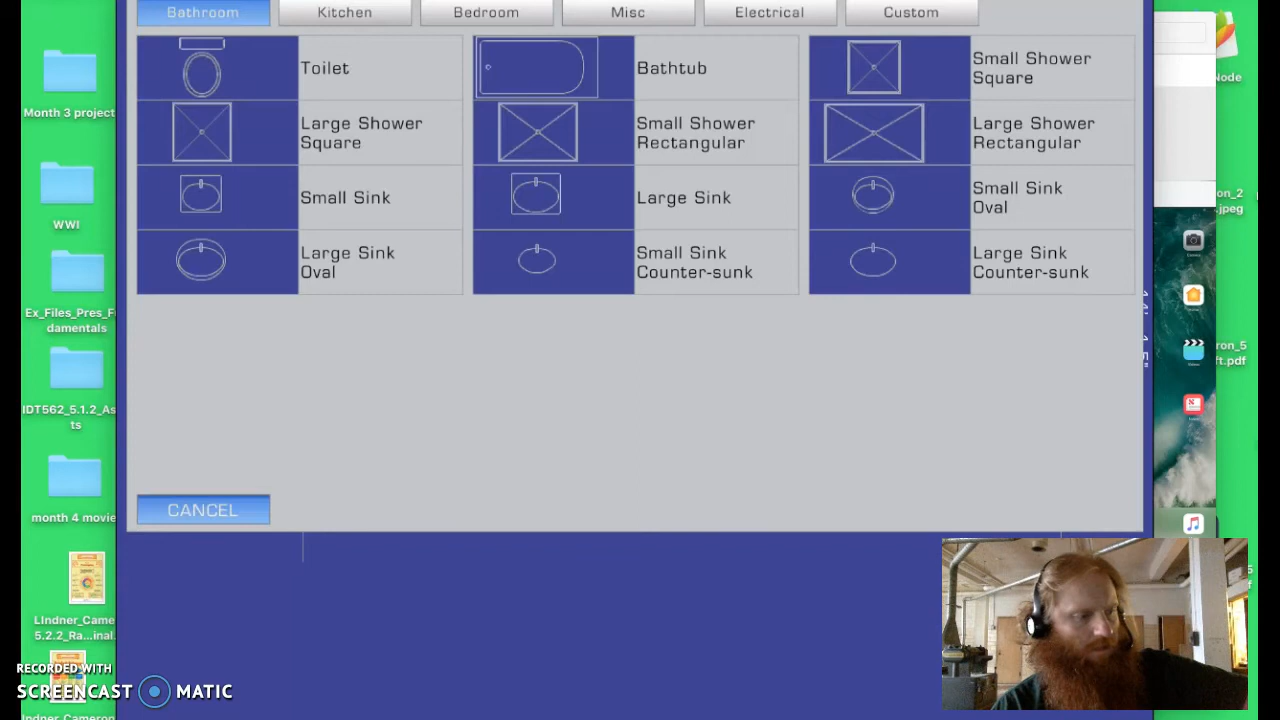 Bathroom
Kitchen
Bedroom
Misc
Electrical
Custom
Toilet
Bathtub
Small Shower
Square
Large Shower
Square
Small Shower
Rectangular
Large Shower
Rectangular
Small Sink
Large Sink
Small Sink
Oval
Large Sink
Oval
Small Sink
Counter-sunk
Large Sink
Counter-sunk
CANCEL
Month 3 project
WWI
Ex_Files_Pres_F
damentals
IDT562_5.1.2_As
ts
month 4 movie
LIndner_Came
5.2.2_Ra...inal.
ndner_Cameron
Node
on_2
.jpeg
ron_5
ft.pdf
RECORDED WITH
SCREENCAST MATIC